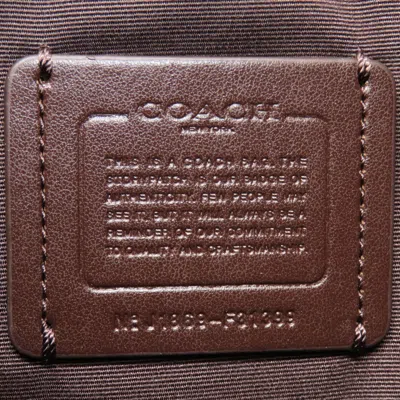 COACH
NEW YORK
THIS IS A COACH BAG. THE
STORYPATCH IS OUR BADGE OF
AUTHENTICITY. FEW PEOPLE MAY
SEE IT, BUT IT WILL ALWAYS BE A
REMINDER OF OUR COMMITMENT
TO QUALITY AND CRAFTSMANSHIP.